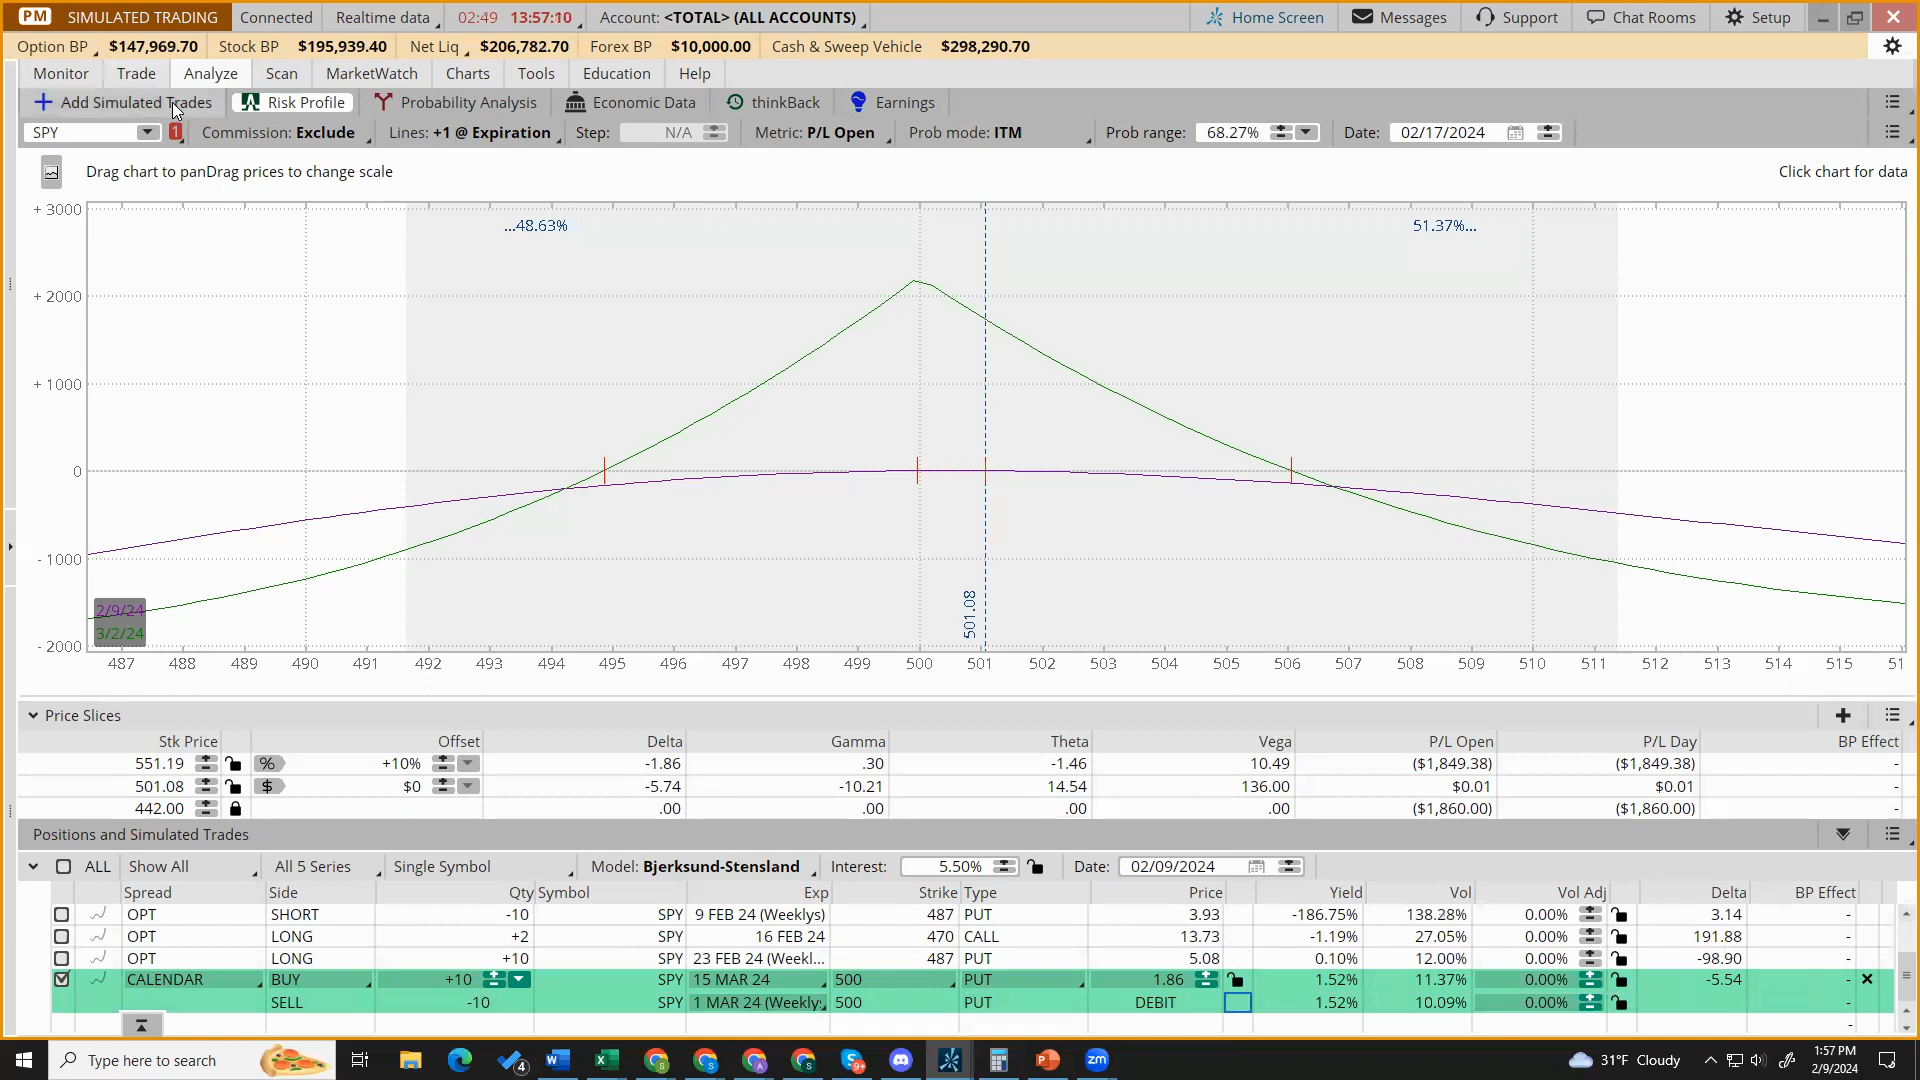 PM SIMULATED TRADING Connected Realtime data 02:49 13:57:10 Account: <TOTAL> (ALL ACCOUNTS) Home Screen Messages Support Chat Rooms Setup
Option BP $147,969.70 Stock BP $195,939.40 Net Liq $206,782.70 Forex BP $10,000.00 Cash & Sweep Vehicle $298,290.70
Monitor Trade Analyze Scan MarketWatch Charts Tools Education Help
Add Simulated Trades Risk Profile Probability Analysis Economic Data thinkBack Earnings
SPY 1 Commission: Exclude Lines: +1 @ Expiration Step: N/A Metric: P/L Open Prob mode: ITM Prob range: 68.27% Date: 02/17/2024
Drag chart to panDrag prices to change scale Click chart for data
+ 3000
...48.63% 51.37%...
+ 2000
+ 1000
0
- 1000
501.08
2/9/24
3/2/24
- 2000
487 488 489 490 491 492 493 494 495 496 497 498 499 500 501 502 503 504 505 506 507 508 509 510 511 512 513 514 515 51
Price Slices
Stk Price Offset Delta Gamma Theta Vega P/L Open P/L Day BP Effect
551.19 % +10% -1.86 .30 -1.46 10.49 ($1,849.38) ($1,849.38) -
501.08 $ $0 -5.74 -10.21 14.54 136.00 $0.01 $0.01 -
442.00 .00 .00 .00 .00 ($1,860.00) ($1,860.00) -
Positions and Simulated Trades
ALL Show All All 5 Series Single Symbol Model: Bjerksund-Stensland Interest: 5.50% Date: 02/09/2024
Spread Side Qty Symbol Exp Strike Type Price Yield Vol Vol Adj Delta BP Effect
OPT SHORT -10 SPY 9 FEB 24 (Weeklys) 487 PUT 3.93 -186.75% 138.28% 0.00% 3.14 -
OPT LONG +2 SPY 16 FEB 24 470 CALL 13.73 -1.19% 27.05% 0.00% 191.88 -
OPT LONG +10 SPY 23 FEB 24 (Weekl... 487 PUT 5.08 0.10% 12.00% 0.00% -98.90 -
CALENDAR BUY +10 SPY 15 MAR 24 500 PUT 1.86 1.52% 11.37% 0.00% -5.54 -
SELL -10 SPY 1 MAR 24 (Weekly: 500 PUT DEBIT 1.52% 10.09% 0.00% -
-
Type here to search 4 9+ zm 31°F Cloudy 1:57 PM
2/9/2024